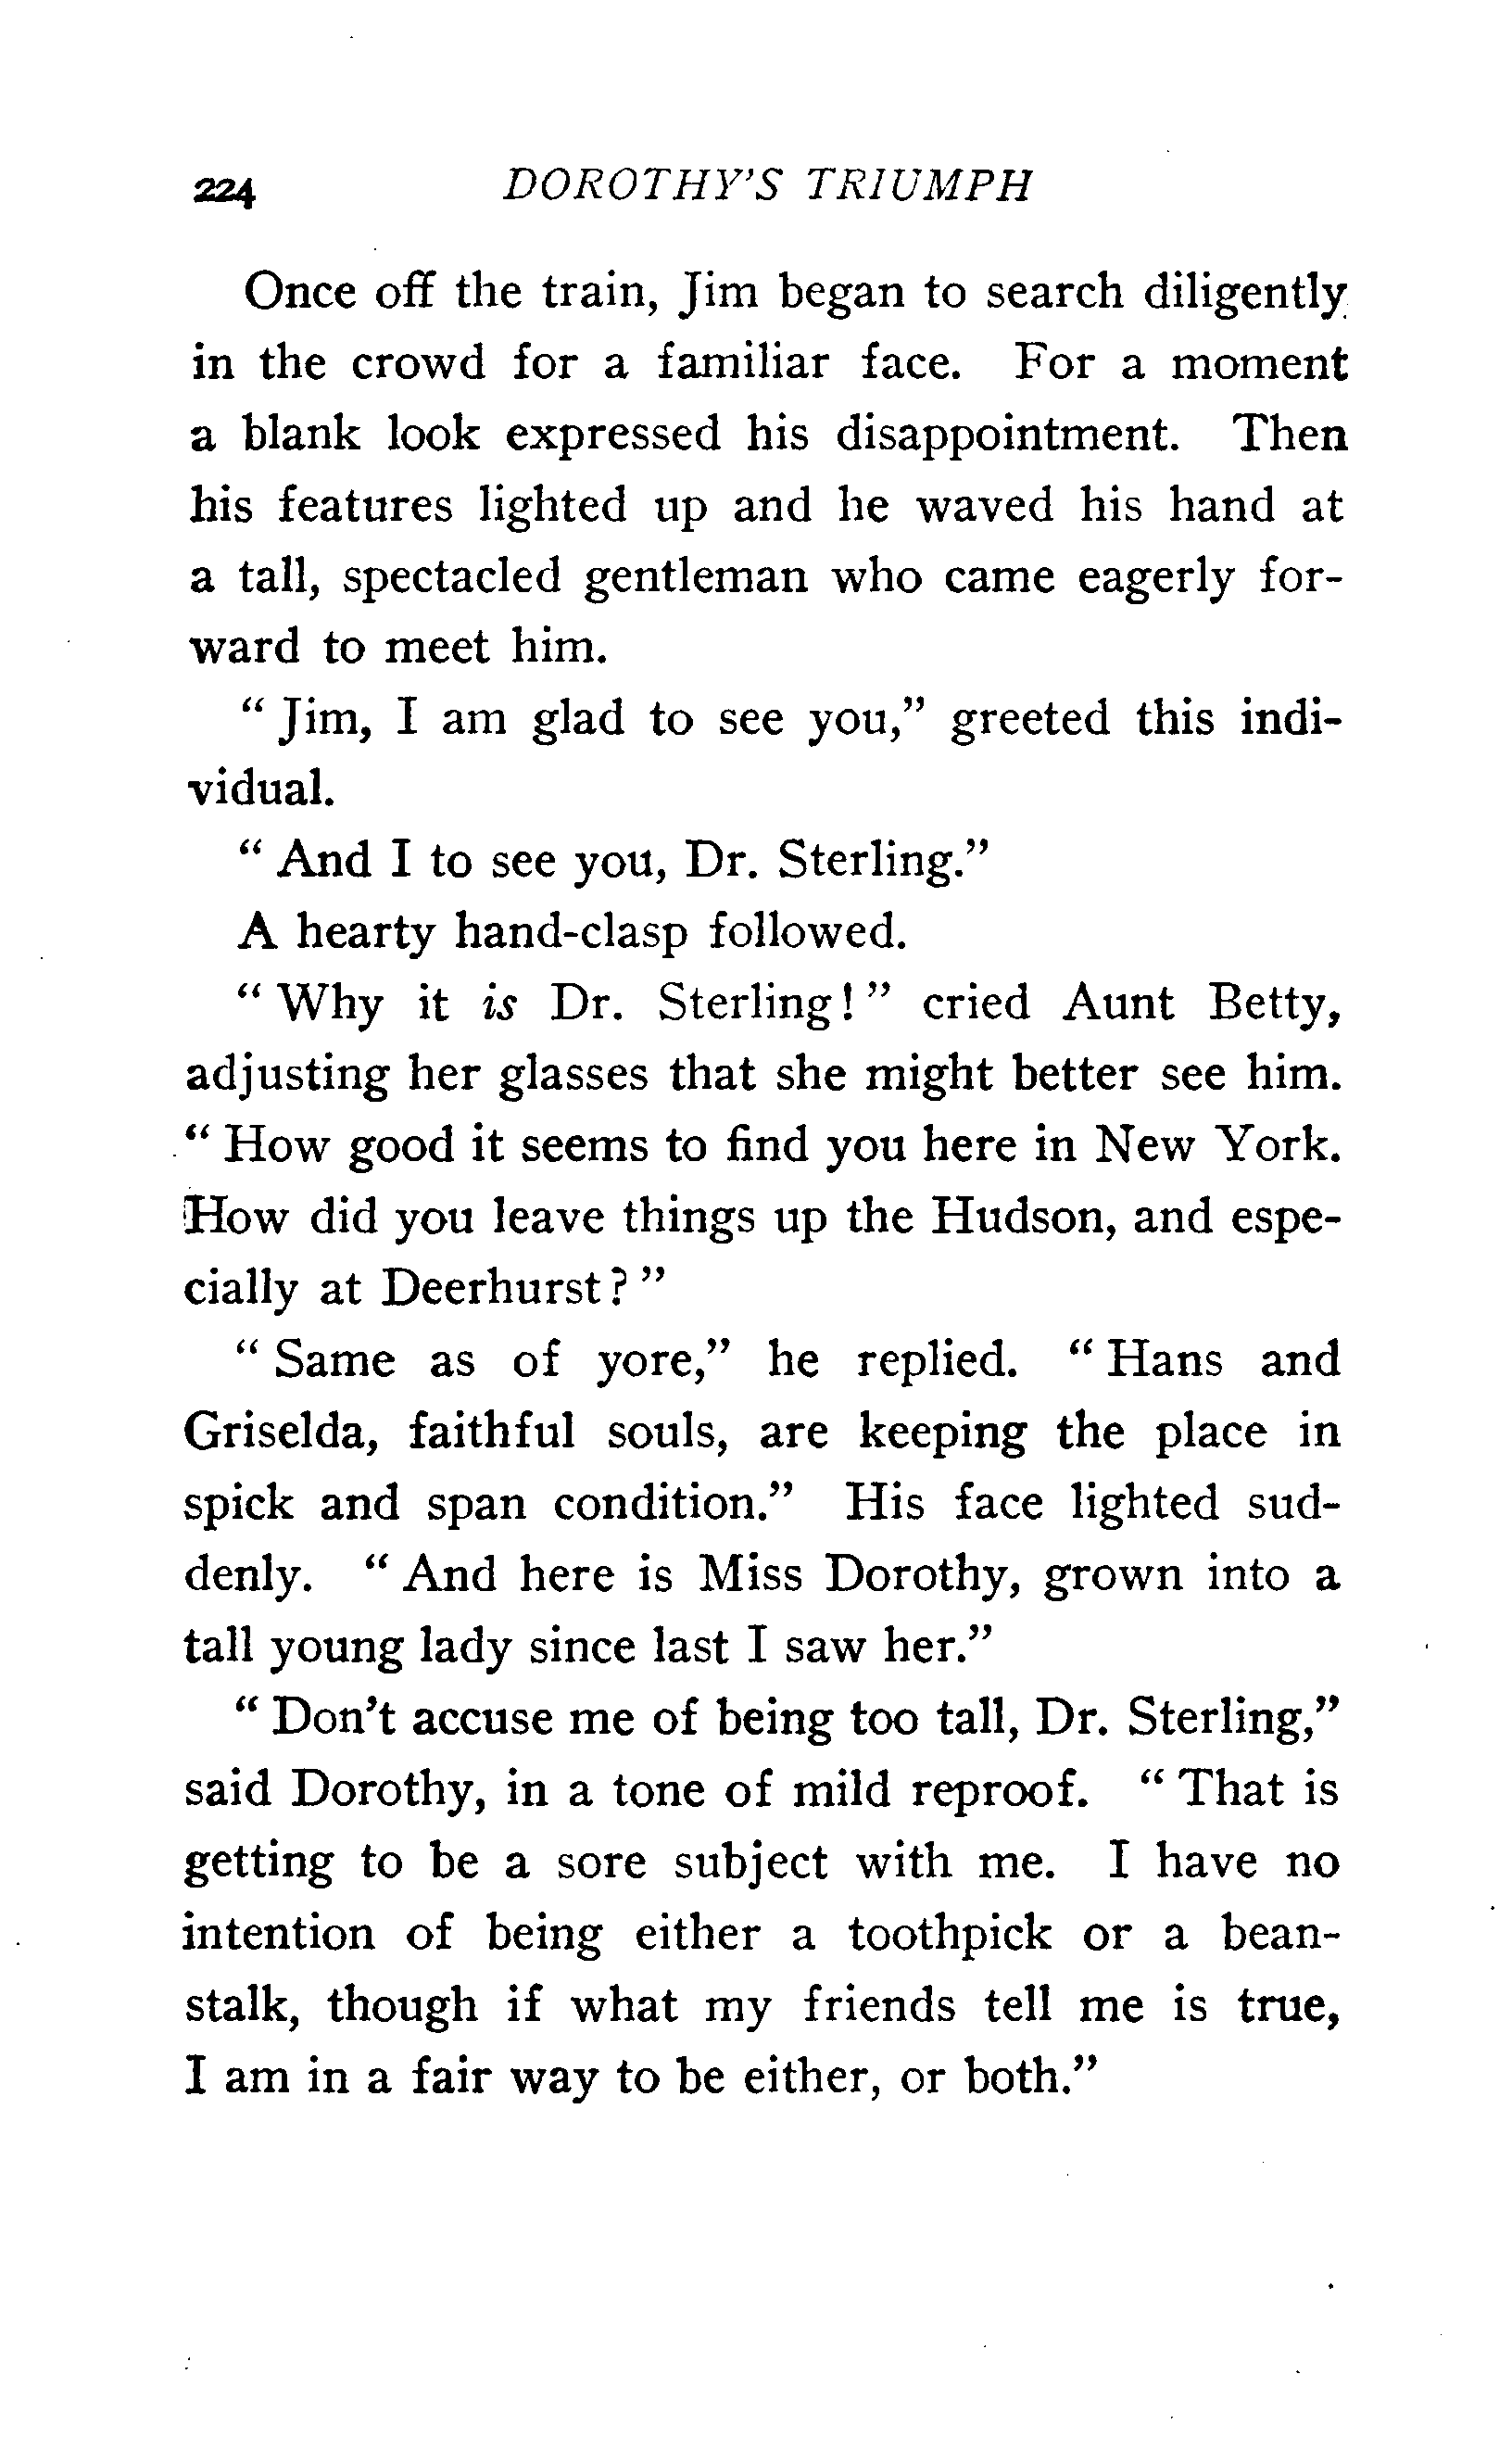 224 DOROTHY'S TRIUMPH
Once off the train, Jim began to search diligently
in the crowd for a familiar face. For a moment
a blank look expressed his disappointment. Then
his features lighted up and he waved his hand at
a tall, spectacled gentleman who came eagerly for-
ward to meet him.
" Jim, I am glad to see you," greeted this indi-
vidual.
" And I to see you, Dr. Sterling."
A hearty hand-clasp followed.
" Why it is Dr. Sterling! " cried Aunt Betty,
adjusting her glasses that she might better see him.
" How good it seems to find you here in New York.
How did you leave things up the Hudson, and espe-
cially at Deerhurst? "
" Same as of yore," he replied. " Hans and
Griselda, faithful souls, are keeping the place in
spick and span condition." His face lighted sud-
denly. " And here is Miss Dorothy, grown into a
tall young lady since last I saw her."
" Don't accuse me of being too tall, Dr. Sterling,"
said Dorothy, in a tone of mild reproof. " That is
getting to be a sore subject with me. I have no
intention of being either a toothpick or a bean-
stalk, though if what my friends tell me is true,
I am in a fair way to be either, or both."